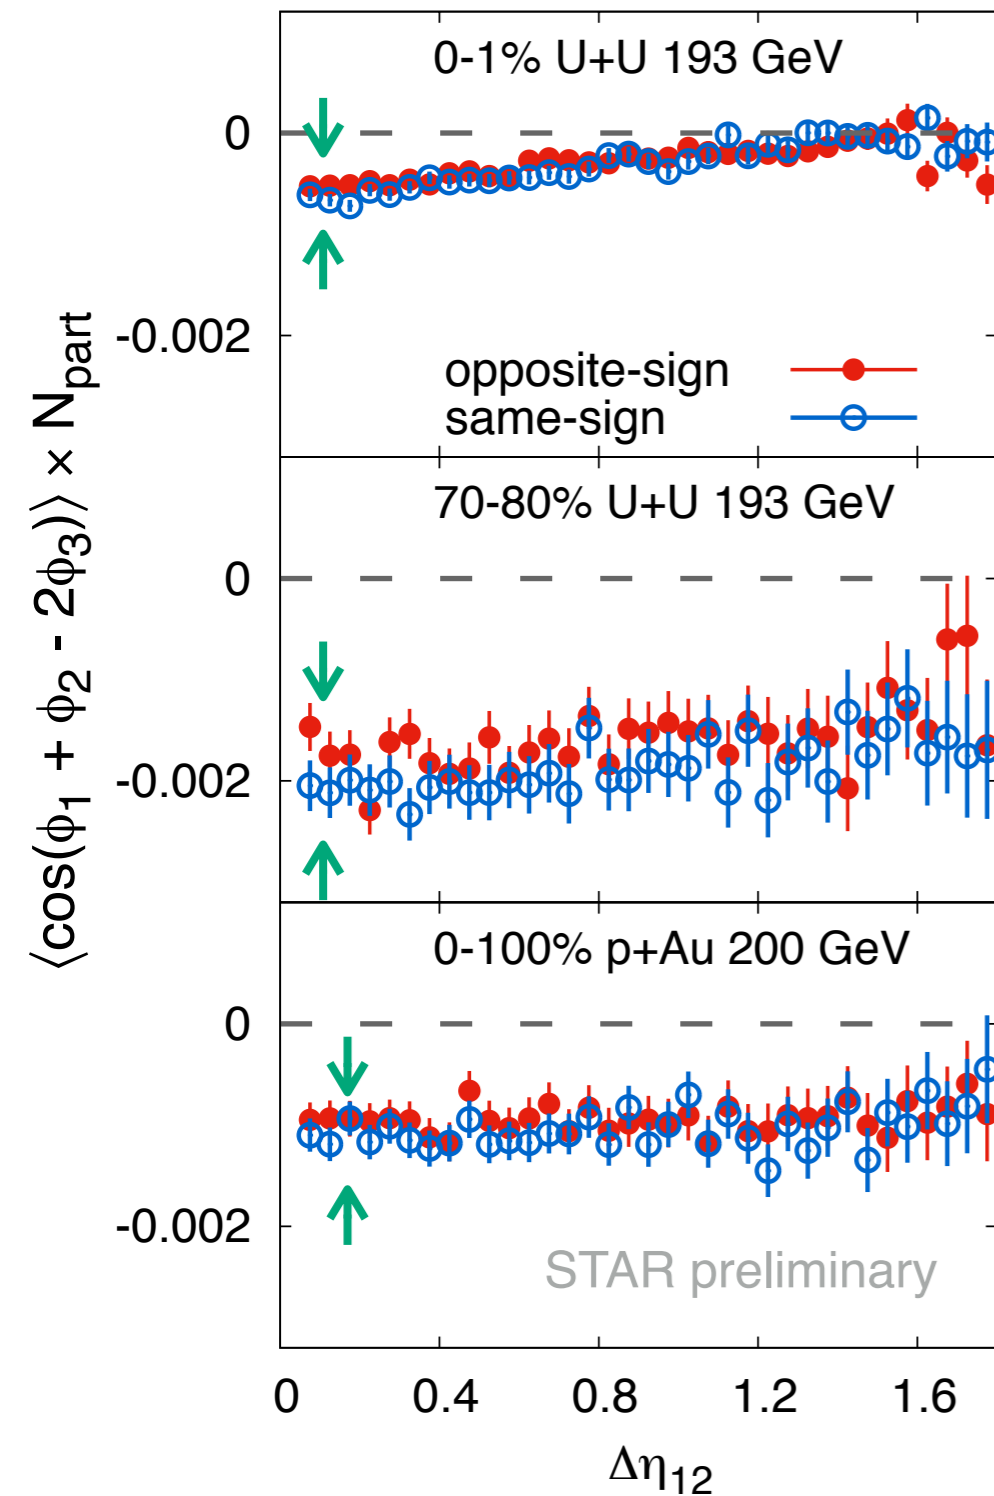 ⟨cos(ϕ1 + ϕ2 - 2ϕ3)⟩ × Npart
0-1% U+U 193 GeV
0
-0.002
opposite-sign
same-sign
70-80% U+U 193 GeV
0
-0.002
0-100% p+Au 200 GeV
0
-0.002
STAR preliminary
0 0.4 0.8 1.2 1.6
Δη12